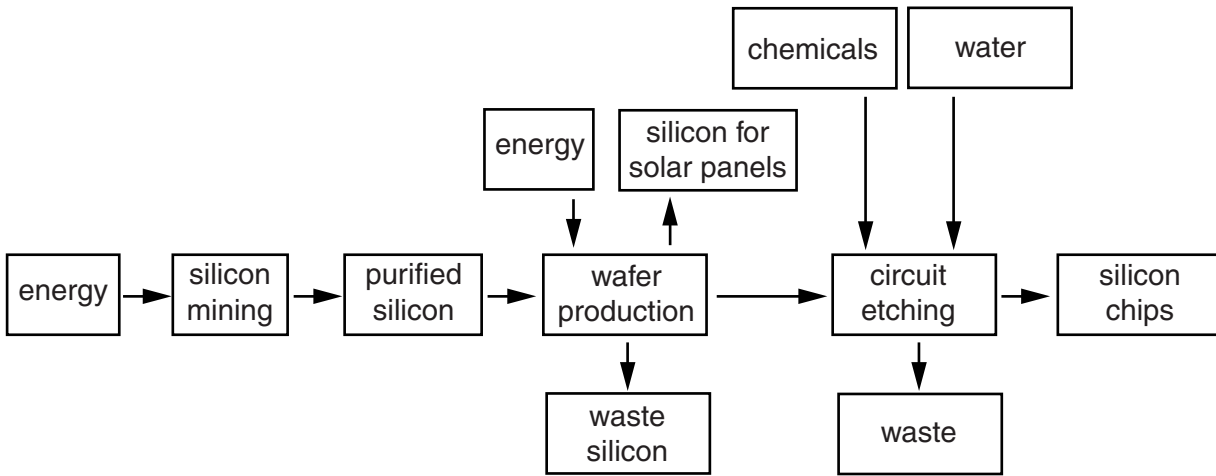 chemicals
water
energy
silicon for
solar panels
energy
silicon
mining
purified
silicon
wafer
production
circuit
etching
silicon
chips
waste
silicon
waste